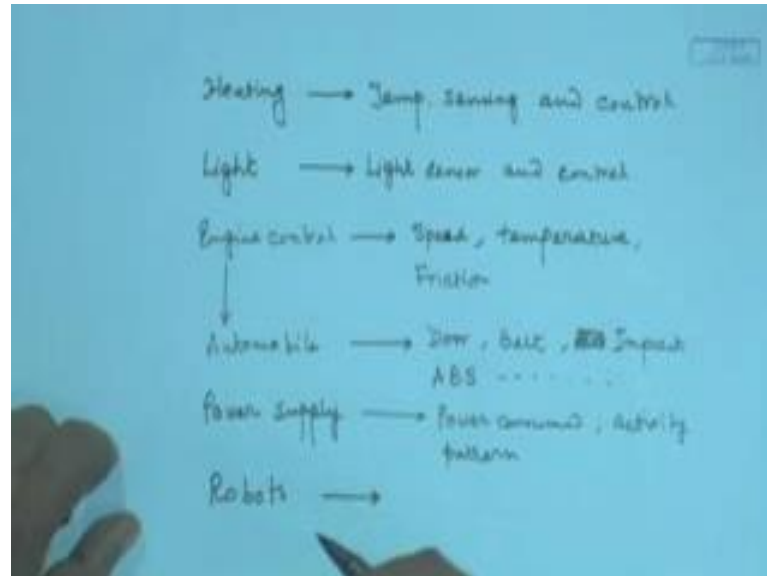 Heating → Temp. sensing and control
Light → Light sensor and control
Engine control → Speed, temperature,
Friction
↓
Automobile → Door, belt, Impact
ABS .......
Power supply → Power consumed, activity
pattern
Robots →